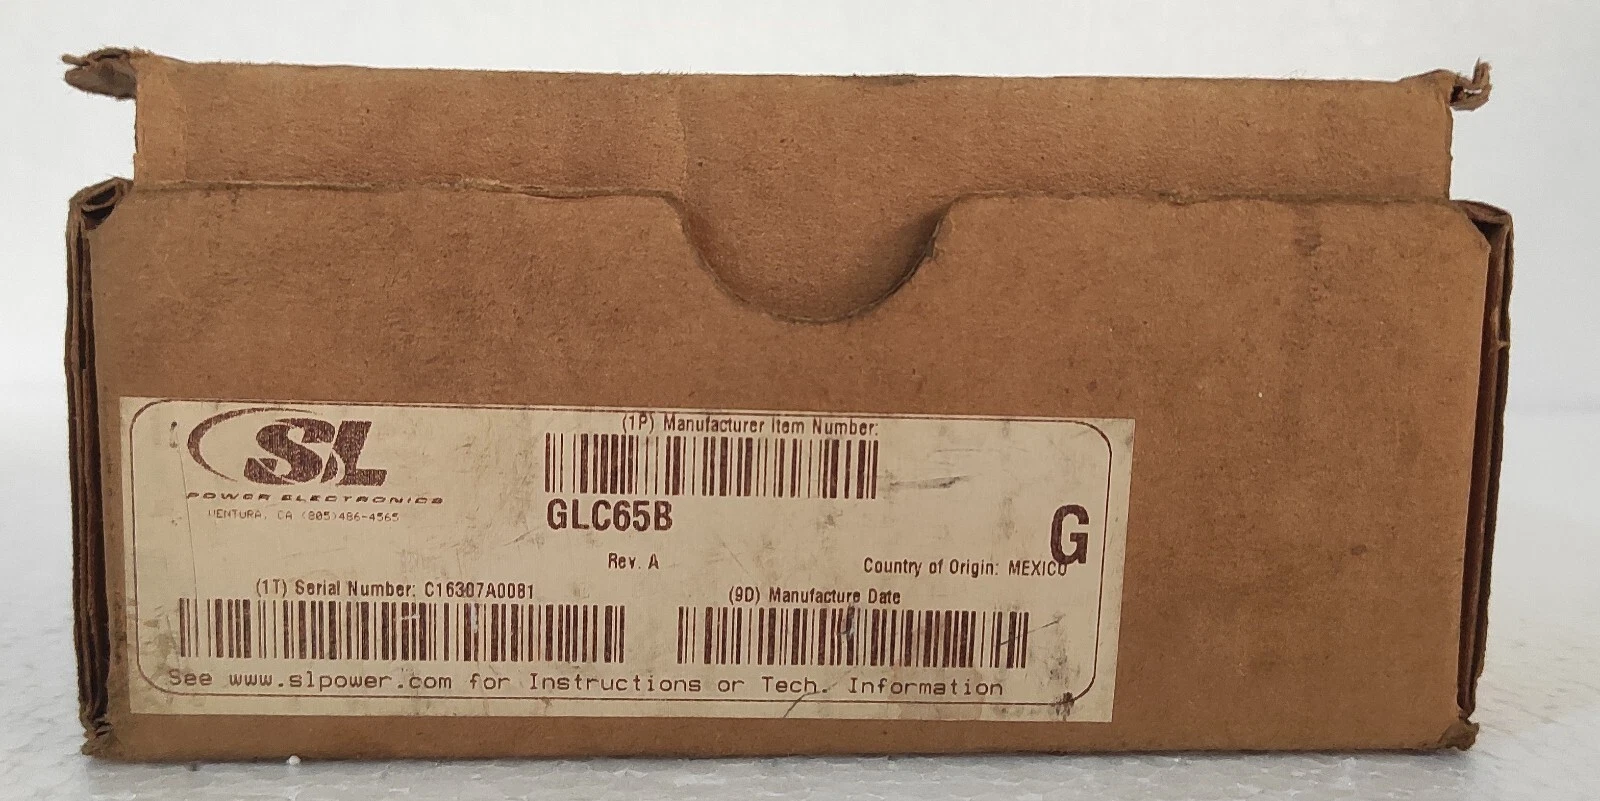 SL
POWER ELECTRONICS
VENTURA, CA (805)486-4565
(1P) Manufacturer Item Number:
GLC65B
G
Rev. A
Country of Origin: MEXICO
(1T) Serial Number: C16307A0081
(9D) Manufacture Date
See www.slpower.com for Instructions or Tech. Information